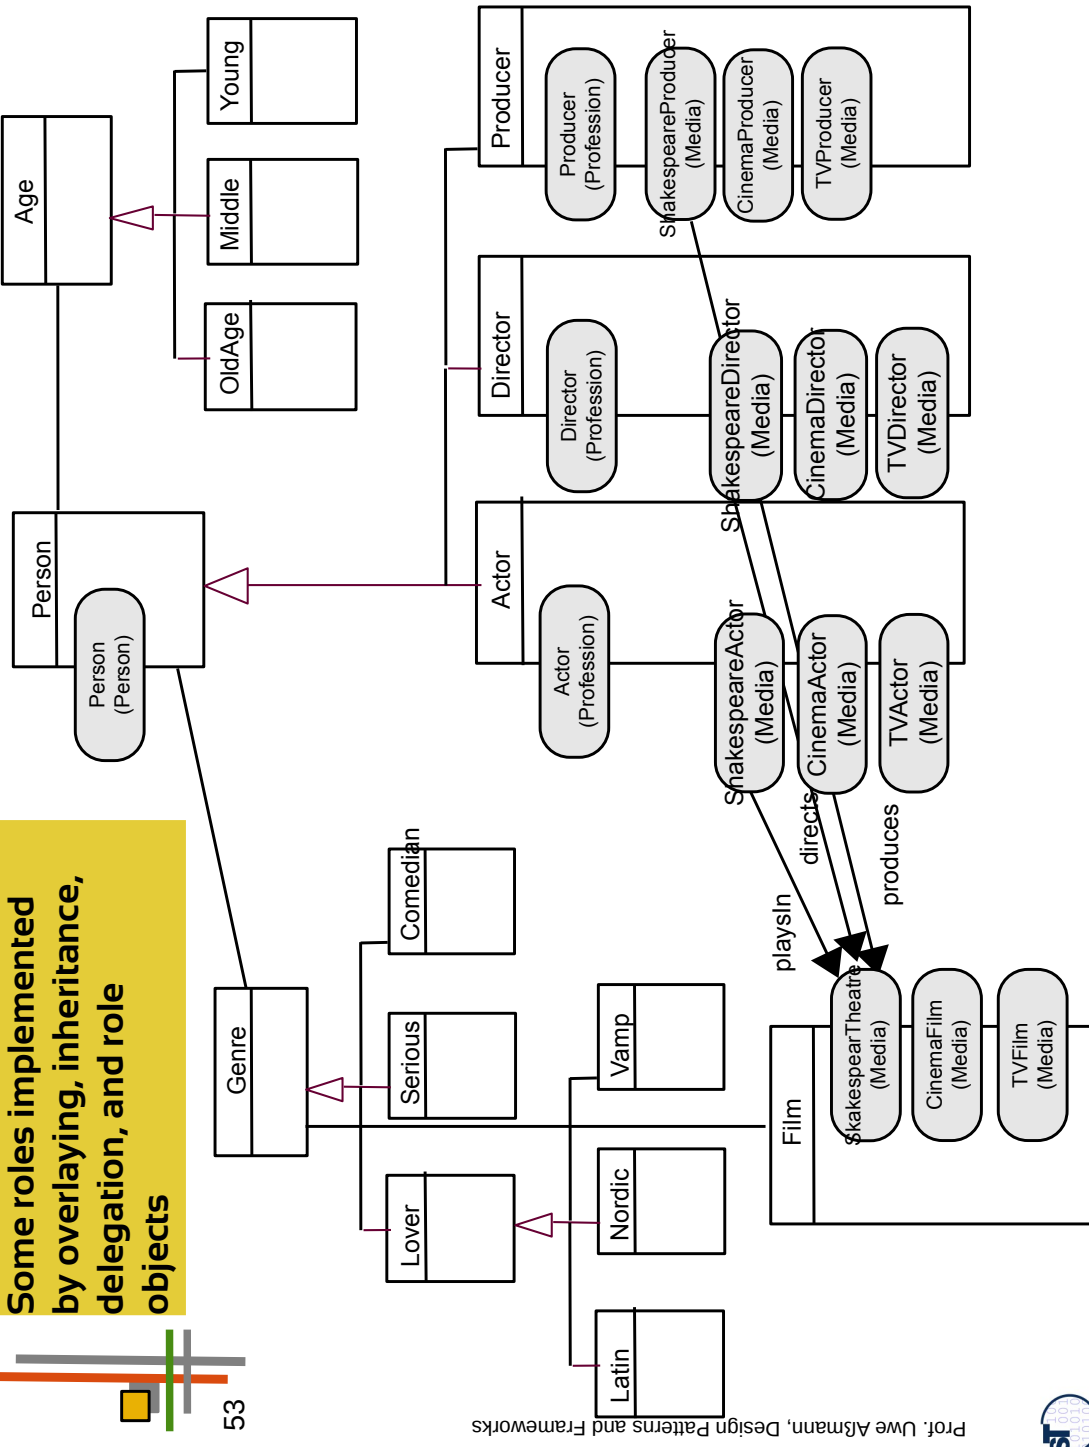 Some roles implemented
by overlaying, inheritance,
delegation, and role
objects
53
Age
Young
Middle
OldAge
Person
Person
(Person)
Genre
Comedian
Serious
Lover
Vamp
Nordic
Latin
Producer
Producer
(Profession)
ShakespeareProducer
(Media)
CinemaProducer
(Media)
TVProducer
(Media)
Director
Director
(Profession)
ShakespeareDirector
(Media)
CinemaDirector
(Media)
TVDirector
(Media)
Actor
Actor
(Profession)
ShakespeareActor
(Media)
CinemaActor
(Media)
TVActor
(Media)
playsIn
directs
produces
Film
SkakespearTheatre
(Media)
CinemaFilm
(Media)
TVFilm
(Media)
Prof. Uwe Aßmann, Design Patterns and Frameworks
ST